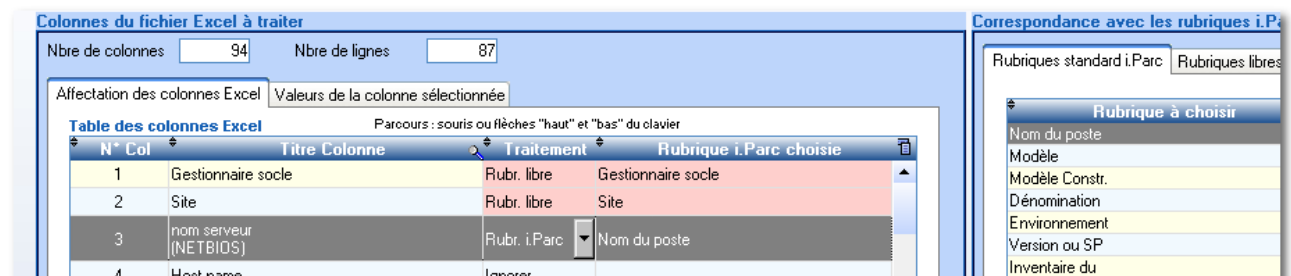 Colonnes du fichier Excel à traiter
Nbre de colonnes 94 Nbre de lignes 87
Affectation des colonnes Excel Valeurs de la colonne sélectionnée
Table des colonnes Excel Parcours : souris ou flèches "haut" et "bas" du clavier
N° Col Titre Colonne Traitement Rubrique i.Parc choisie
1 Gestionnaire socle Rubr. libre Gestionnaire socle
2 Site Rubr. libre Site
3 nom serveur (NETBIOS) Rubr. i.Parc Nom du poste
4 Host name Ignorer
Correspondance avec les rubriques i.Pa
Rubriques standard i.Parc Rubriques libres
Rubrique à choisir
Nom du poste
Modèle
Modèle Constr.
Dénomination
Environnement
Version ou SP
Inventaire du